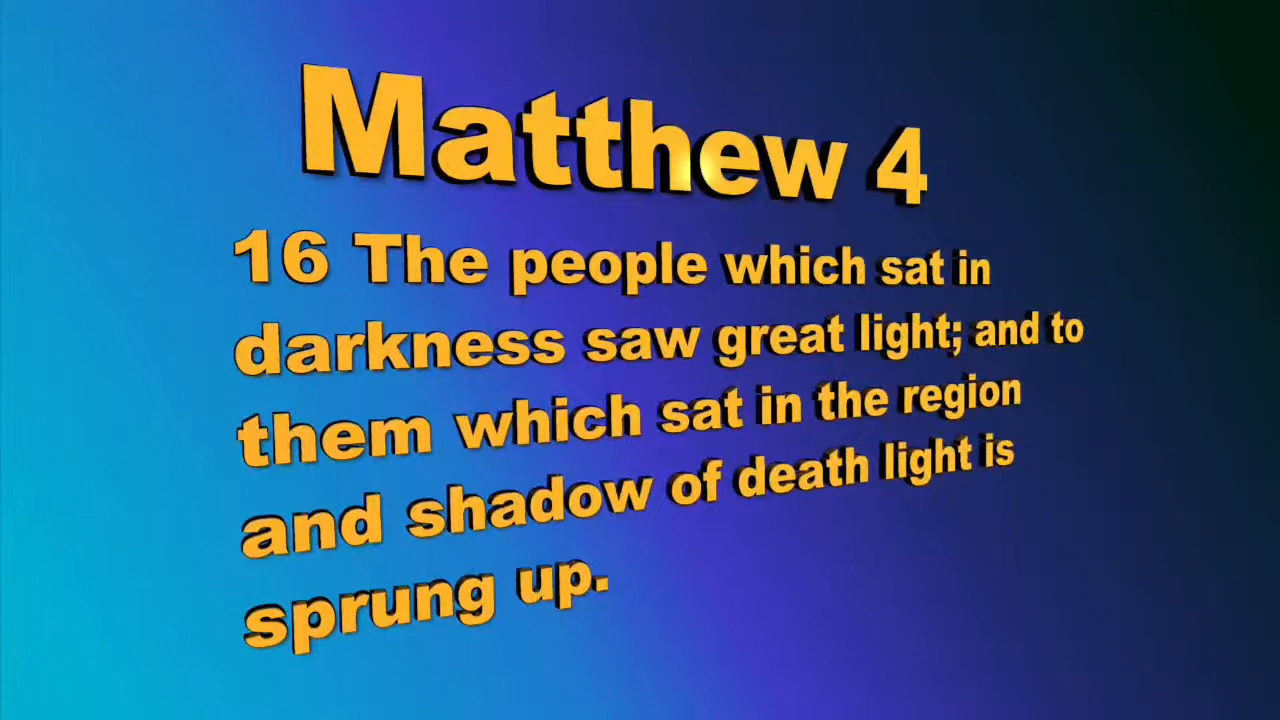 Matthew 4
16 The people which sat in
darkness saw great light; and to
them which sat in the region
and shadow of death light is
sprung up.